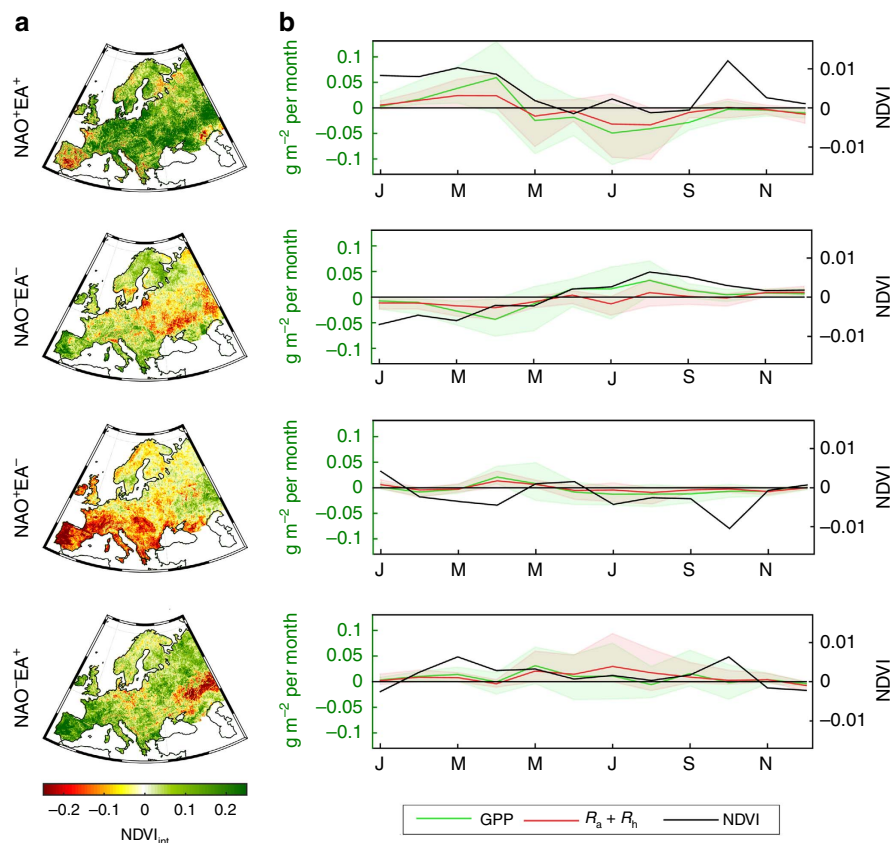 a
b
NAO⁺EA⁺
g m⁻² per month
0.1
0.05
0
−0.05
−0.1
0.01
0
−0.01
NDVI
J M M J S N
NAO⁻EA⁻
g m⁻² per month
0.1
0.05
0
−0.05
−0.1
0.01
0
−0.01
NDVI
J M M J S N
NAO⁺EA⁻
g m⁻² per month
0.1
0.05
0
−0.05
−0.1
0.01
0
−0.01
NDVI
J M M J S N
NAO⁻EA⁺
g m⁻² per month
0.1
0.05
0
−0.05
−0.1
0.01
0
−0.01
NDVI
J M M J S N
−0.2 −0.1 0 0.1 0.2
NDVI_int
GPP Rₐ + Rₕ NDVI